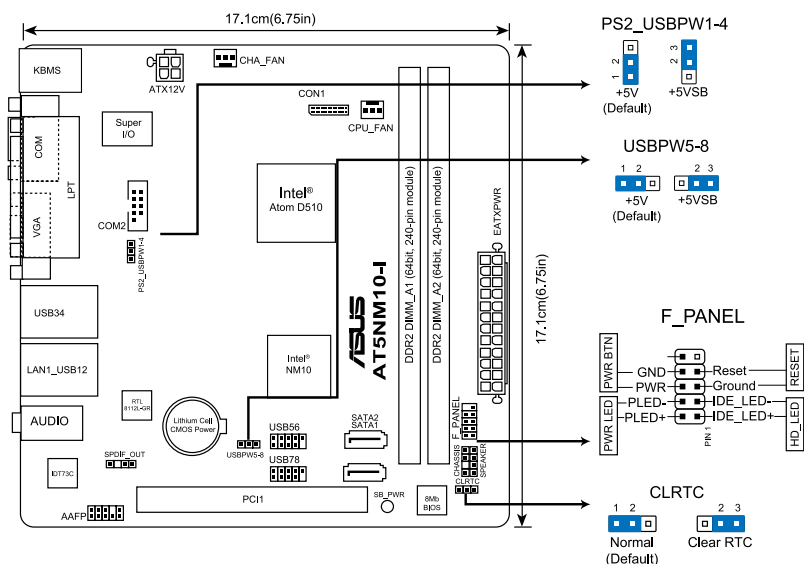 17.1cm(6.75in)
KBMS
ATX12V
CHA_FAN
CON1
CPU_FAN
Super
I/O
COM
LPT
VGA
COM2
PS2_USBPW1-4
Intel®
Atom D510
DDR2 DIMM_A1 (64bit, 240-pin module)
DDR2 DIMM_A2 (64bit, 240-pin module)
EATXPWR
17.1cm(6.75in)
ASUS
AT5NM10-I
USB34
LAN1_USB12
Intel®
NM10
RTL
8112L-GR
Lithium Cell
CMOS Power
AUDIO
USBPW5-8
USB56
USB78
SATA2
SATA1
F_PANEL
CHASSIS
SPEAKER
CLRTC
IDT73C
SPDIF_OUT
PCI1
SB_PWR
8Mb
BIOS
AAFP
PS2_USBPW1-4
2
1
3
2
+5V
(Default)
+5VSB
USBPW5-8
1 2
2 3
+5V
(Default)
+5VSB
F_PANEL
PWR BTN
GND
PWR
Reset
Ground
RESET
PWR LED
PLED-
PLED+
IDE_LED-
IDE_LED+
HD_LED
PIN 1
CLRTC
1 2
2 3
Normal
(Default)
Clear RTC